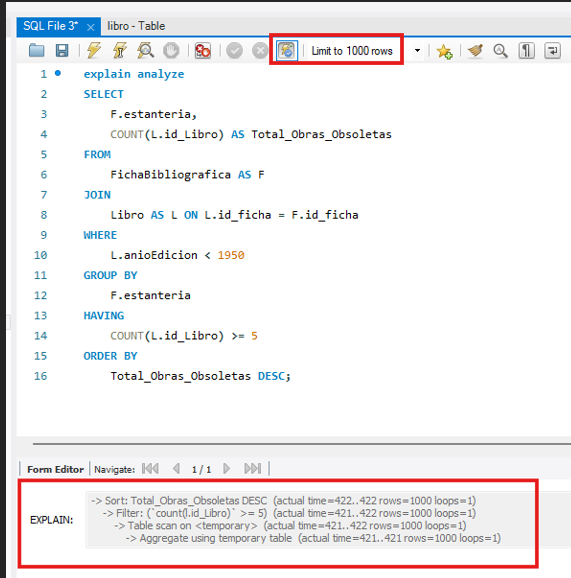 SQL File 3* libro - Table
Limit to 1000 rows
1 explain analyze
2 SELECT
3 F.estanteria,
4 COUNT(L.id_Libro) AS Total_Obras_Obsoletas
5 FROM
6 FichaBibliografica AS F
7 JOIN
8 Libro AS L ON L.id_ficha = F.id_ficha
9 WHERE
10 L.anioEdicion < 1950
11 GROUP BY
12 F.estanteria
13 HAVING
14 COUNT(L.id_Libro) >= 5
15 ORDER BY
16 Total_Obras_Obsoletas DESC;
Form Editor Navigate: 1 / 1
EXPLAIN:
-> Sort: Total_Obras_Obsoletas DESC (actual time=422..422 rows=1000 loops=1)
-> Filter: (`count(l.id_Libro)` >= 5) (actual time=421..422 rows=1000 loops=1)
-> Table scan on <temporary> (actual time=421..422 rows=1000 loops=1)
-> Aggregate using temporary table (actual time=421..421 rows=1000 loops=1)